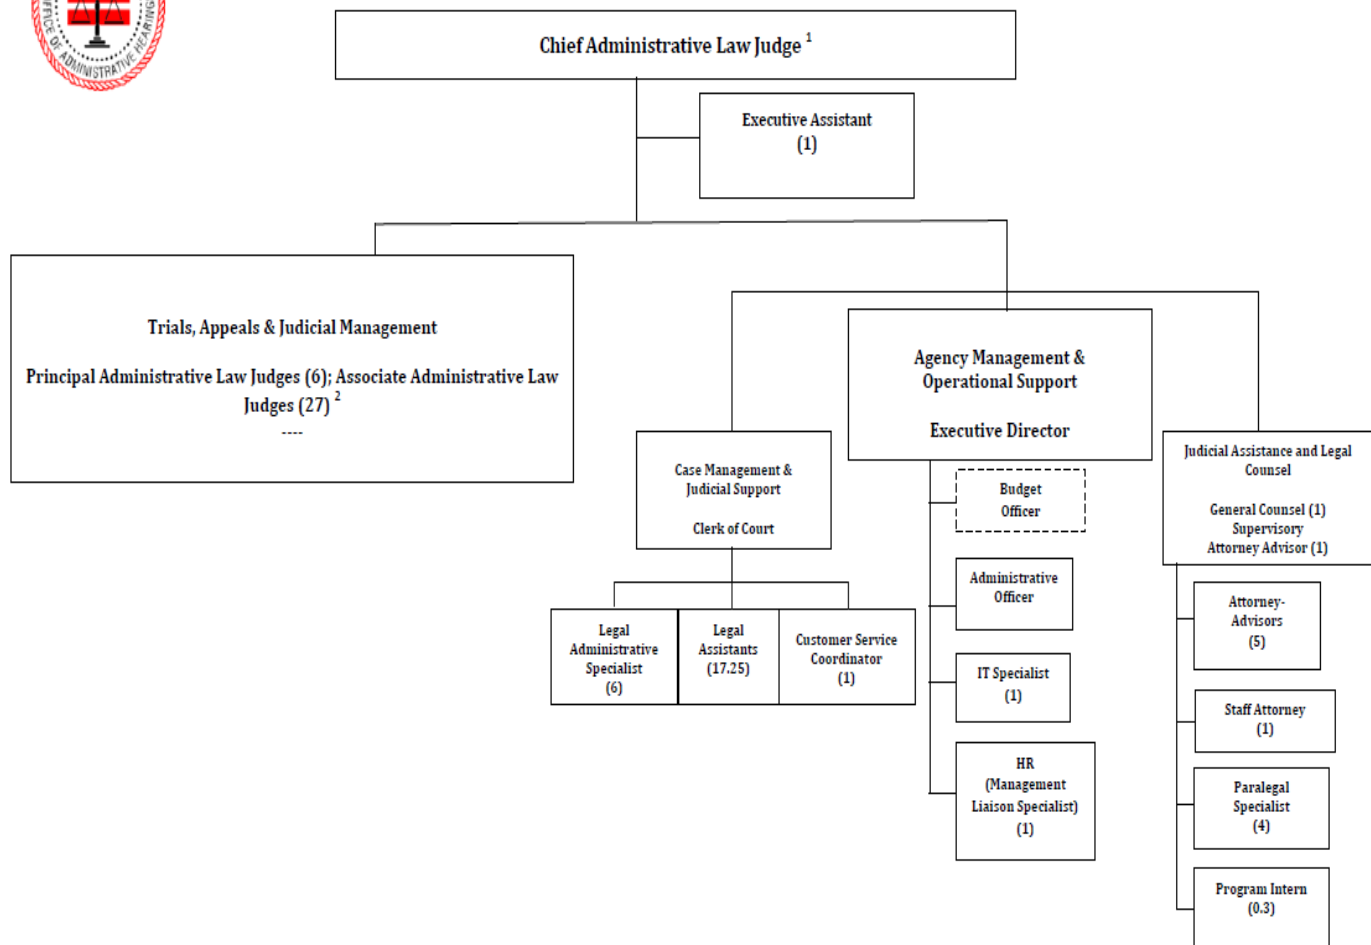 OFFICE OF ADMINISTRATIVE HEARING
Chief Administrative Law Judge 1
Executive Assistant
(1)
Trials, Appeals & Judicial Management
Principal Administrative Law Judges (6); Associate Administrative Law
Judges (27) 2
----
Agency Management &
Operational Support
Executive Director
Case Management &
Judicial Support
Clerk of Court
Judicial Assistance and Legal
Counsel
General Counsel (1)
Supervisory
Attorney Advisor (1)
Legal
Administrative
Specialist
(6)
Legal
Assistants
(17.25)
Customer Service
Coordinator
(1)
Budget
Officer
Administrative
Officer
IT Specialist
(1)
HR
(Management
Liaison Specialist)
(1)
Attorney-
Advisors
(5)
Staff Attorney
(1)
Paralegal
Specialist
(4)
Program Intern
(0.3)